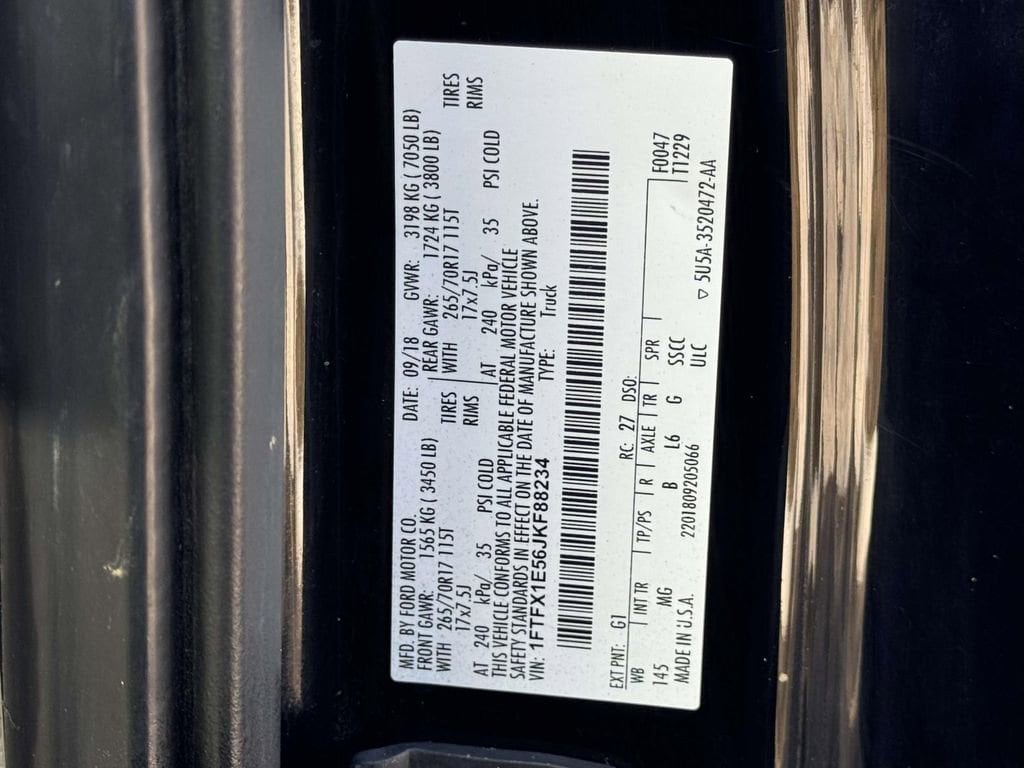 MFD. BY FORD MOTOR CO. DATE: 09/18 GVWR: 3198 KG ( 7050 LB)
FRONT GAWR: 1565 KG ( 3450 LB) REAR GAWR: 1724 KG ( 3800 LB)
WITH 265/70R17 115T TIRES WITH 265/70R17 115T TIRES
17x7.5J RIMS 17x7.5J RIMS
AT 240 kPa/ 35 PSI COLD AT 240 kPa/ 35 PSI COLD
THIS VEHICLE CONFORMS TO ALL APPLICABLE FEDERAL MOTOR VEHICLE
SAFETY STANDARDS IN EFFECT ON THE DATE OF MANUFACTURE SHOWN ABOVE.
VIN: 1FTFX1E56JKF88234 TYPE: Truck
EXT PNT: G1 RC: 27 DSO: F0047
WB INT TR TP/PS R AXLE TR SPR T1229
145 MG B L6 G SSCC
MADE IN U.S.A. 2201809205066 ULC ▽ 5U5A-3520472-AA